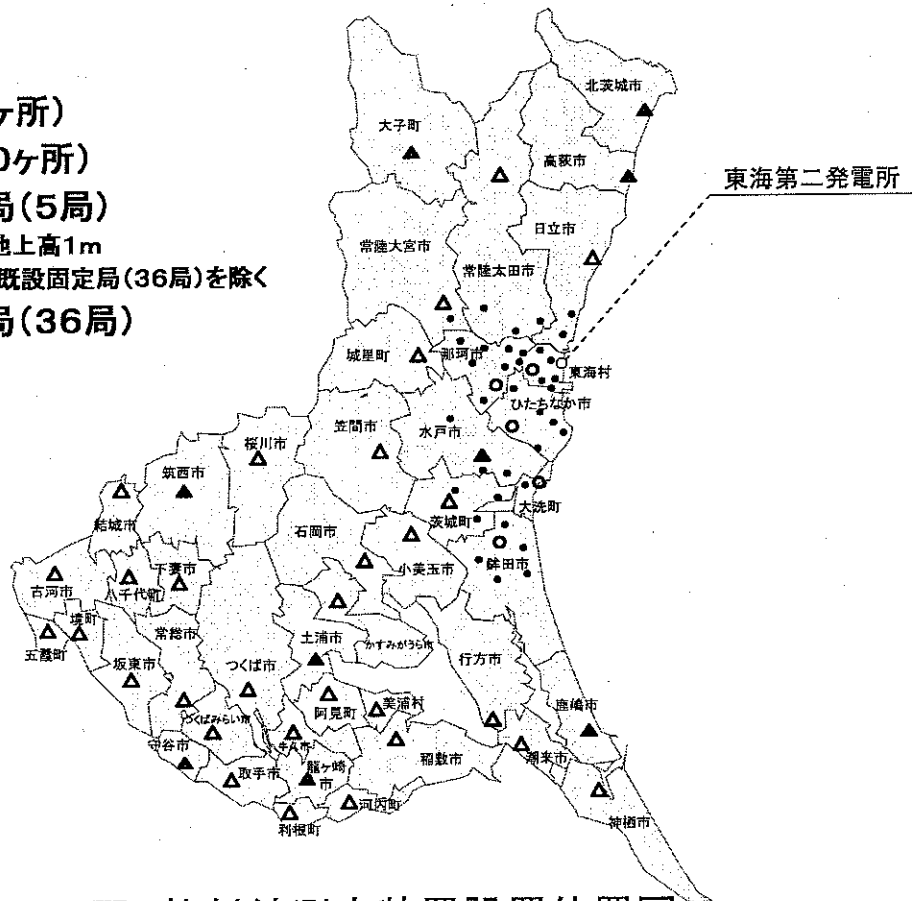 ヶ所)
0ヶ所)
局(5局)
地上高1m
既設固定局(36局)を除く
局(36局)
東海第二発電所
北茨城市
大子町
高萩市
日立市
常陸大宮市
常陸太田市
城里町
那珂市
東海村
ひたちなか市
笠間市
水戸市
桜川市
筑西市
大洗町
結城市
茨城町
石岡市
小美玉市
鉾田市
下妻市
古河市
八千代町
境町
常総市
五霞町
坂東市
つくば市
土浦市
かすみがうら市
行方市
阿見町
美浦村
鹿嶋市
つくばみらい市
牛久市
守谷市
取手市
龍ヶ崎市
稲敷市
潮来市
河内町
利根町
神栖市